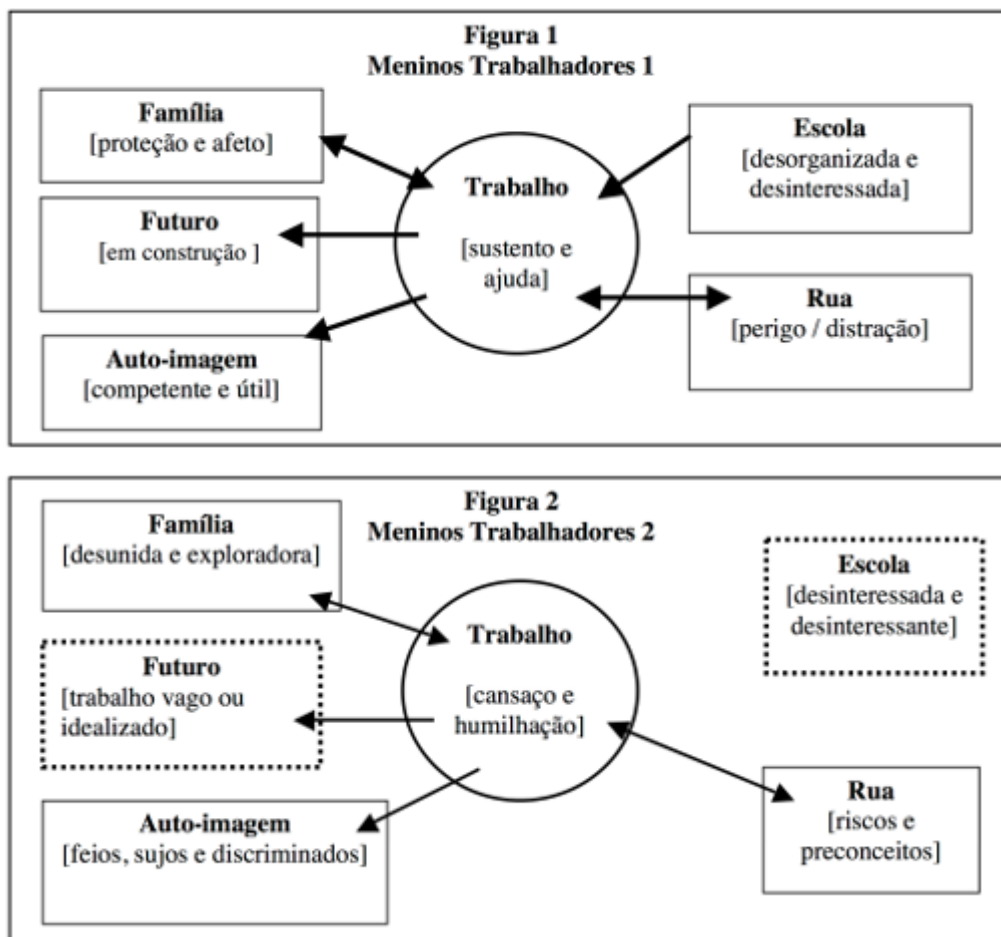 Figura 1
Meninos Trabalhadores 1
Família
[proteção e afeto]
Futuro
[em construção ]
Auto-imagem
[competente e útil]
Trabalho
[sustento e
ajuda]
Escola
[desorganizada e
desinteressada]
Rua
[perigo / distração]
Figura 2
Meninos Trabalhadores 2
Família
[desunida e exploradora]
Futuro
[trabalho vago ou
idealizado]
Auto-imagem
[feios, sujos e discriminados]
Trabalho
[cansaço e
humilhação]
Escola
[desinteressada e
desinteressante]
Rua
[riscos e
preconceitos]